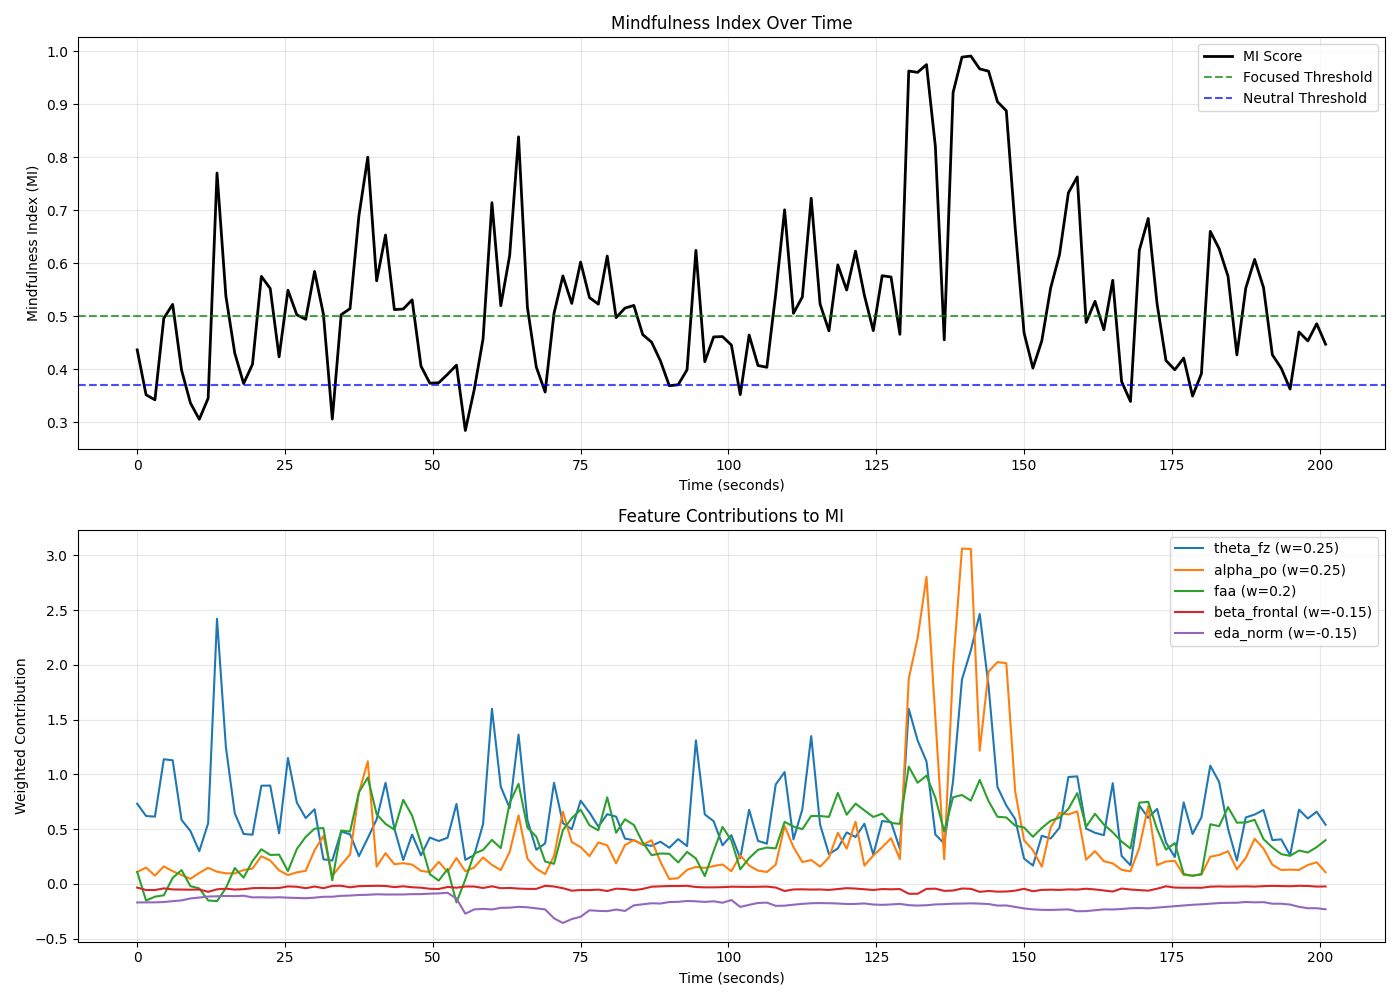 Mindfulness Index Over Time
Mindfulness Index (MI)
1.0
0.9
0.8
0.7
0.6
0.5
0.4
0.3
MI Score
Focused Threshold
Neutral Threshold
0 25 50 75 100 125 150 175 200
Time (seconds)
Feature Contributions to MI
Weighted Contribution
3.0
2.5
2.0
1.5
1.0
0.5
0.0
−0.5
theta_fz (w=0.25)
alpha_po (w=0.25)
faa (w=0.2)
beta_frontal (w=-0.15)
eda_norm (w=-0.15)
0 25 50 75 100 125 150 175 200
Time (seconds)